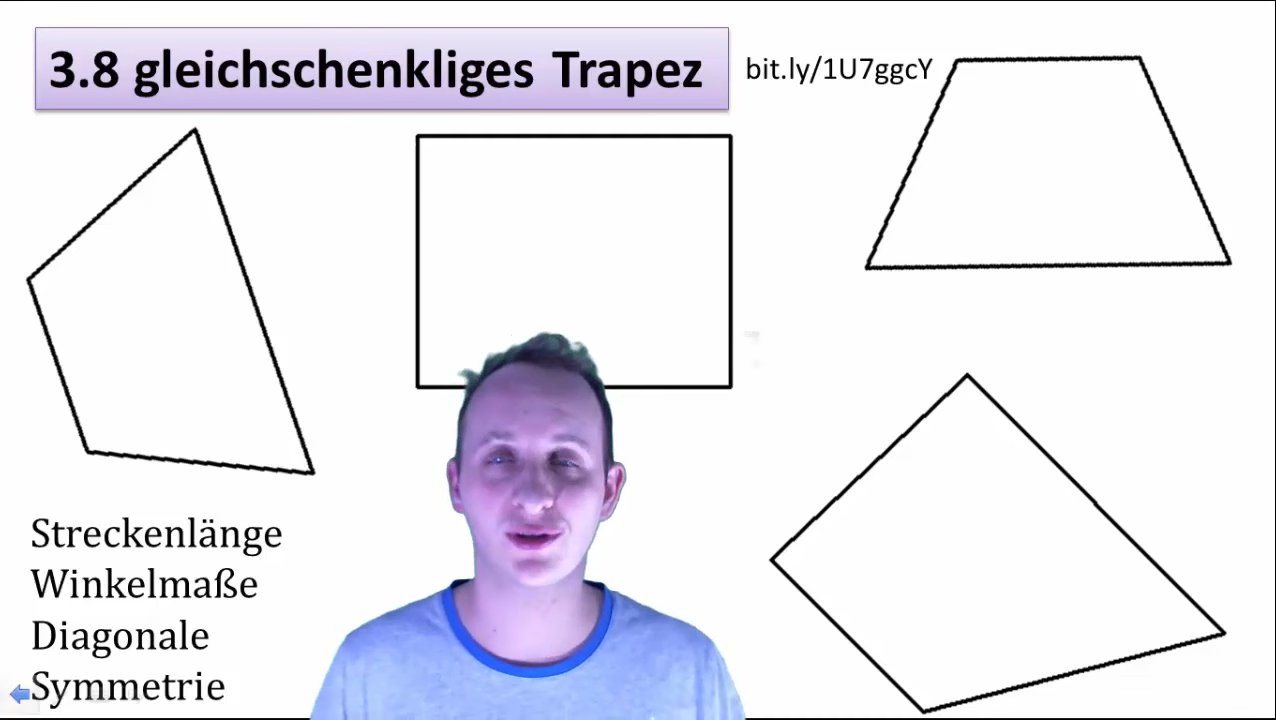 3.8 gleichschenkliges Trapez
bit.ly/1U7ggcY
Streckenlänge
Winkelmaße
Diagonale
Symmetrie